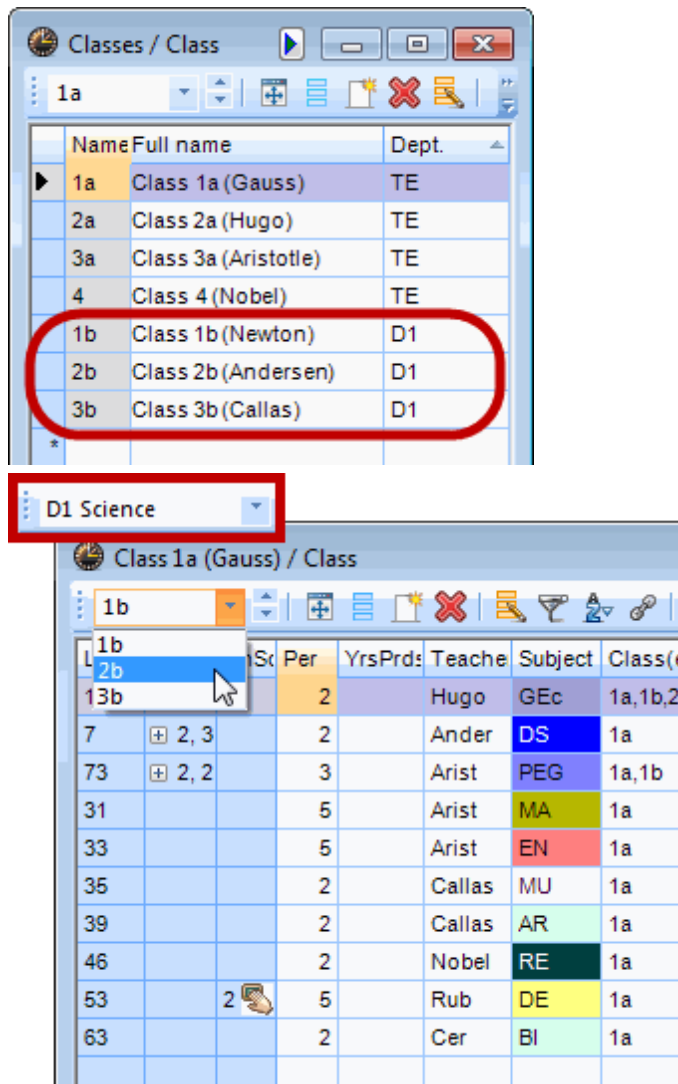 Classes / Class
1a
Name Full name Dept.
1a Class 1a (Gauss) TE
2a Class 2a (Hugo) TE
3a Class 3a (Aristotle) TE
4 Class 4 (Nobel) TE
1b Class 1b (Newton) D1
2b Class 2b (Andersen) D1
3b Class 3b (Callas) D1
*
D1 Science
Class 1a (Gauss) / Class
1b
1b
2b
3b
L Sc Per YrsPrds Teache Subject Class(
1 2 Hugo GEc 1a,1b,2
7 2, 3 2 Ander DS 1a
73 2, 2 3 Arist PEG 1a,1b
31 5 Arist MA 1a
33 5 Arist EN 1a
35 2 Callas MU 1a
39 2 Callas AR 1a
46 2 Nobel RE 1a
53 2 5 Rub DE 1a
63 2 Cer BI 1a